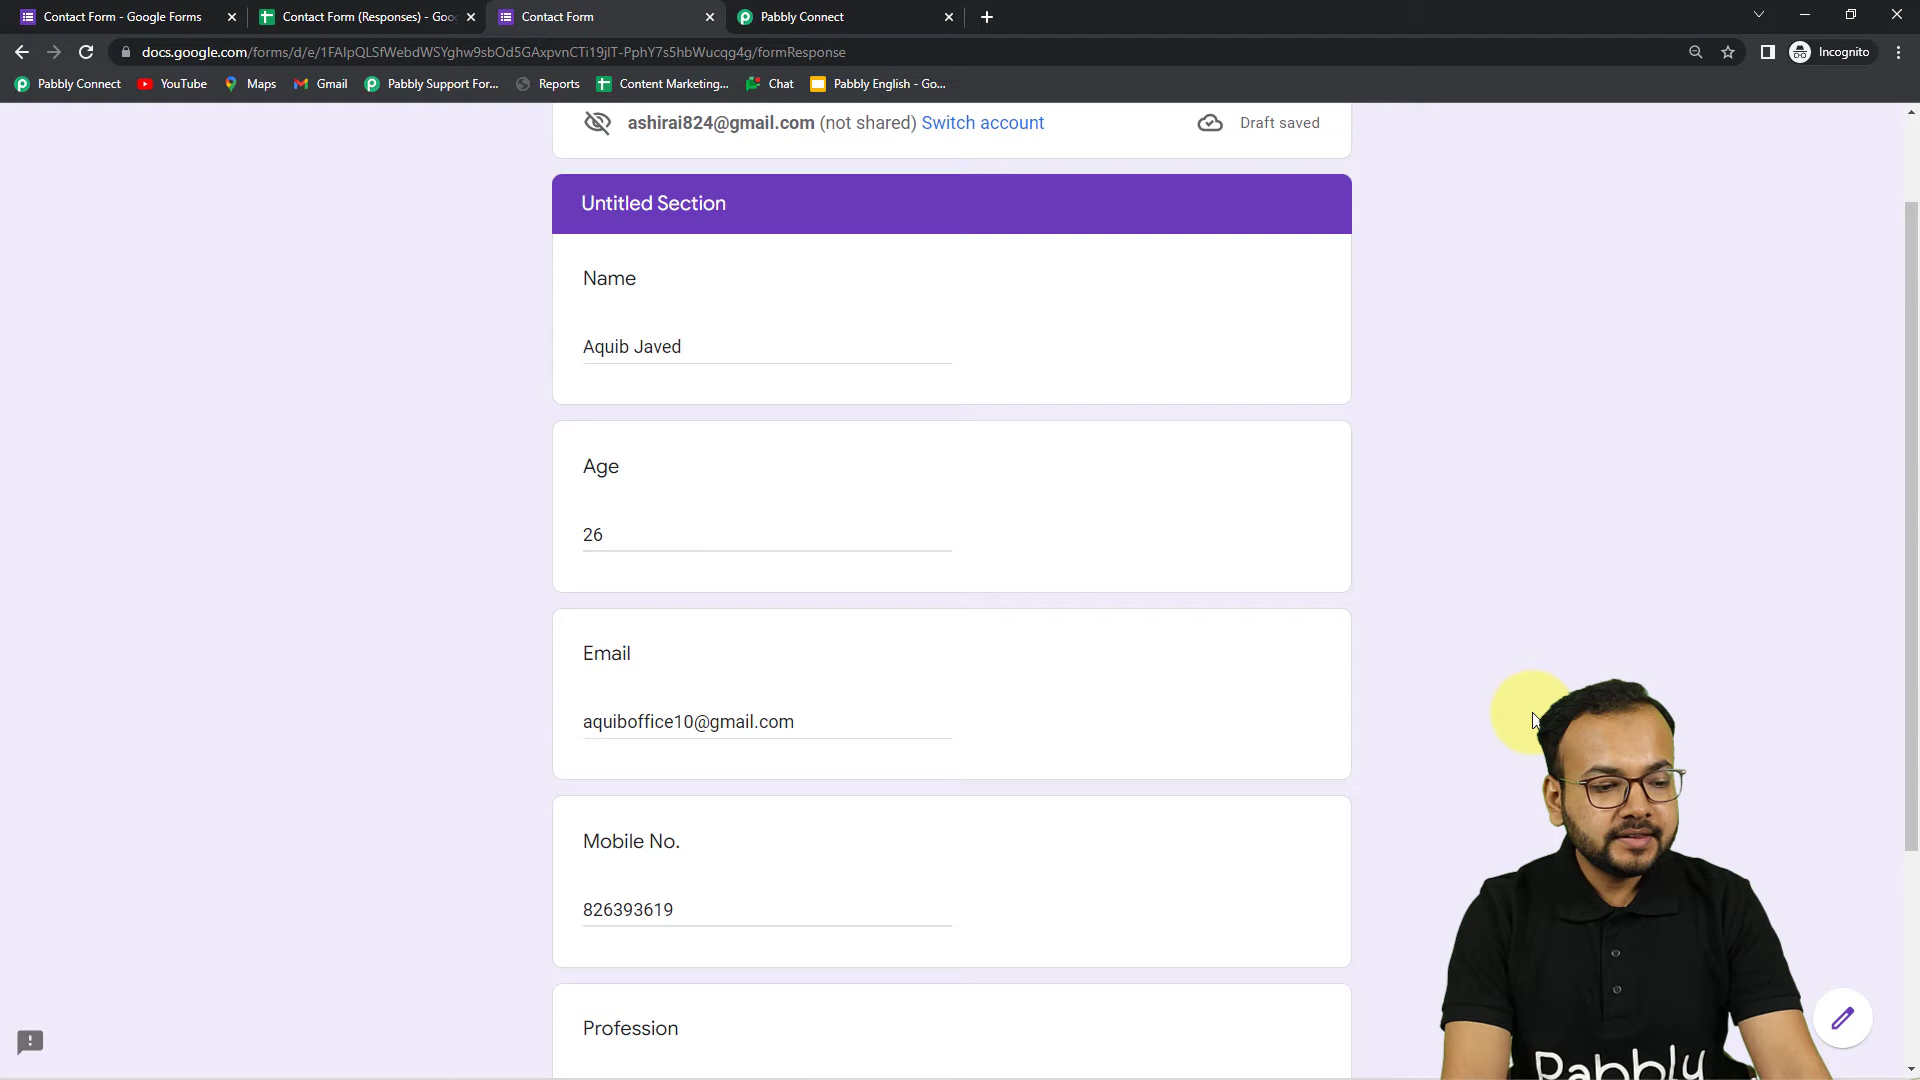 Contact Form - Google Forms
Contact Form (Responses) - Goo
Contact Form
Pabbly Connect
docs.google.com/forms/d/e/1FAIpQLSfWebdWSYghw9sbOd5GAxpvnCTi19jlT-PphY7s5hbWucqg4g/formResponse
Incognito
Pabbly Connect
YouTube
Maps
Gmail
Pabbly Support For...
Reports
Content Marketing...
Chat
Pabbly English - Go...
ashirai824@gmail.com (not shared) Switch account
Draft saved
Untitled Section
Name
Aquib Javed
Age
26
Email
aquiboffice10@gmail.com
Mobile No.
826393619
Profession
Pabbly